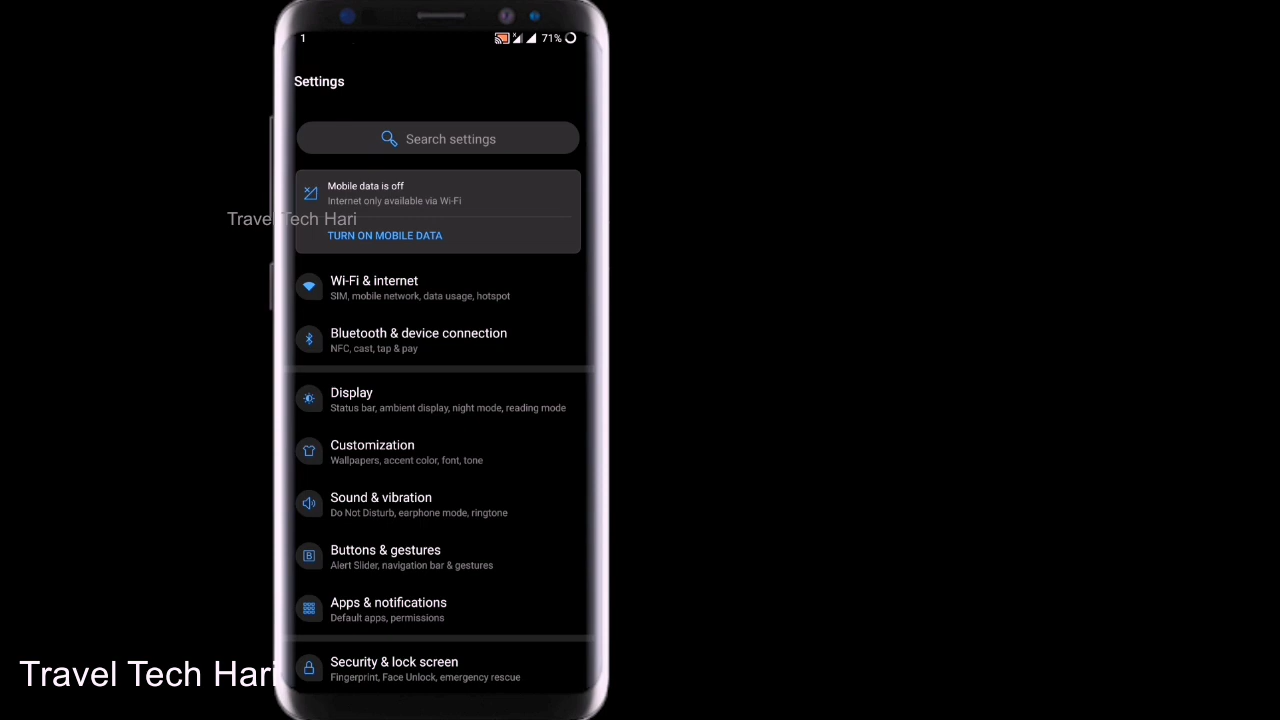 1
71%
Settings
Search settings
Mobile data is off
Internet only available via Wi-Fi
Travel Tech Hari
TURN ON MOBILE DATA
Wi-Fi & internet
SIM, mobile network, data usage, hotspot
Bluetooth & device connection
NFC, cast, tap & pay
Display
Status bar, ambient display, night mode, reading mode
Customization
Wallpapers, accent color, font, tone
Sound & vibration
Do Not Disturb, earphone mode, ringtone
Buttons & gestures
Alert Slider, navigation bar & gestures
Apps & notifications
Default apps, permissions
Security & lock screen
Fingerprint, Face Unlock, emergency rescue
Travel Tech Hari